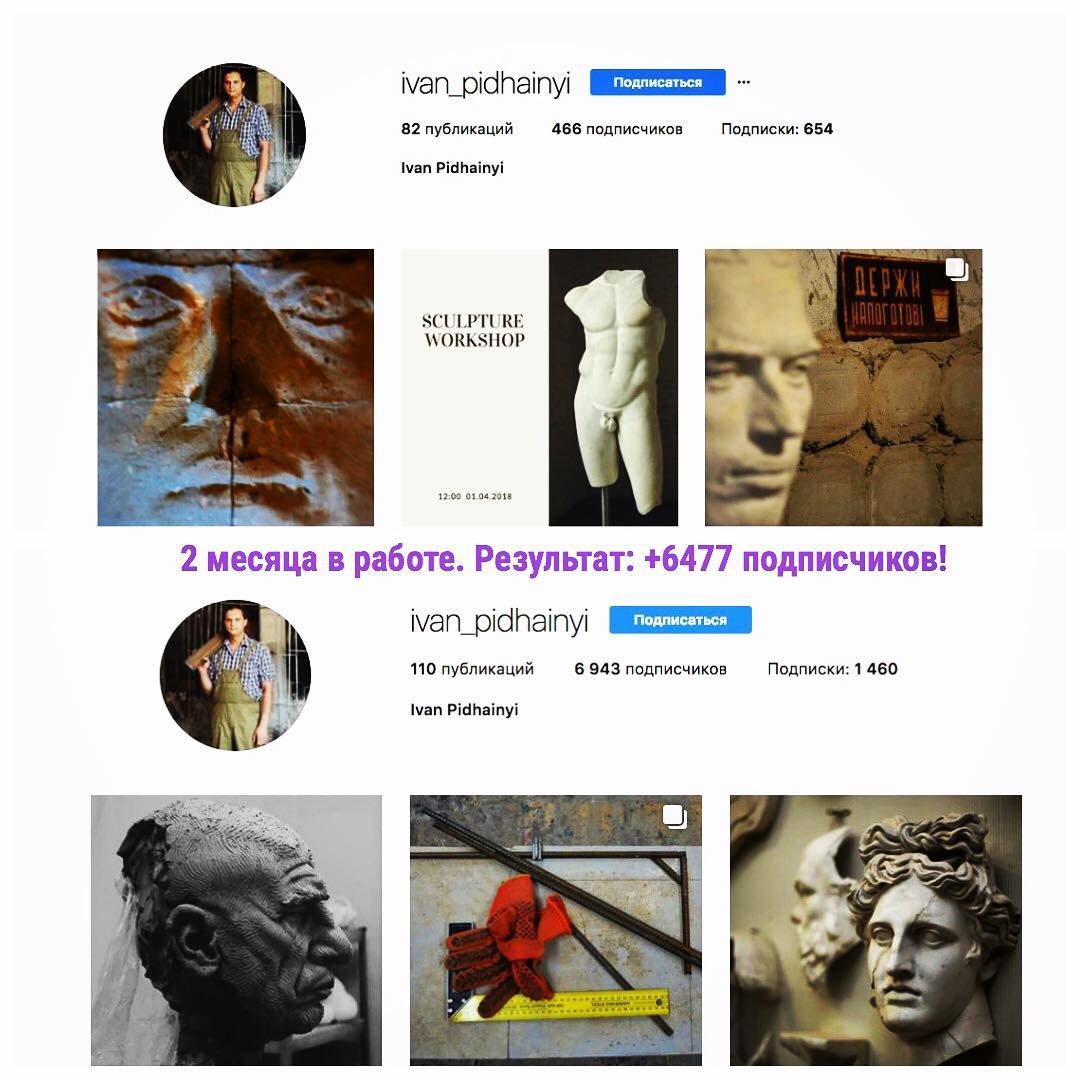 ivan_pidhainyi Подписаться ...
82 публикаций 466 подписчиков Подписки: 654
Ivan Pidhainyi
SCULPTURE
WORKSHOP
12:00 01.04.2018
ДЕРЖИ
НАПОГОТОВІ
2 месяца в работе. Результат: +6477 подписчиков!
ivan_pidhainyi Подписаться
110 публикаций 6 943 подписчиков Подписки: 1 460
Ivan Pidhainyi